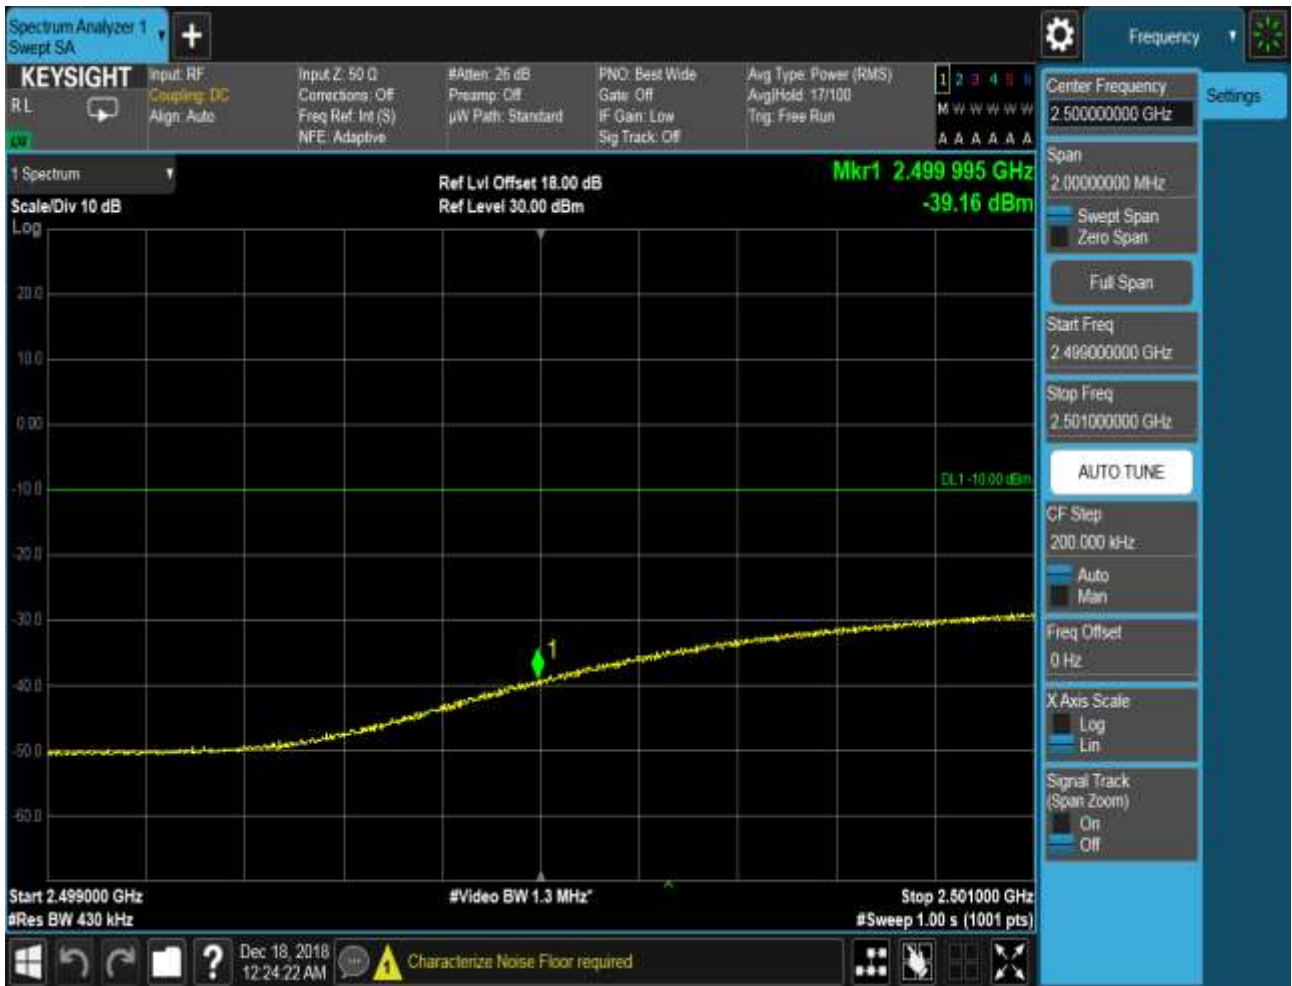 Spectrum Analyzer 1
Swept SA
Frequency
KEYSIGHT
R L
Input: RF
Coupling: DC
Align: Auto
Input Z: 50 Ω
Corrections: Off
Freq Ref: Int (S)
NFE: Adaptive
#Atten: 26 dB
Preamp: Off
µW Path: Standard
PNO: Best Wide
Gate: Off
IF Gain: Low
Sig Track: Off
Avg Type: Power (RMS)
Avg|Hold: 17/100
Trig: Free Run
1 2 3 4 5 6
M W W W W W
A A A A A A
1 Spectrum
Scale/Div 10 dB
Log
Ref Lvl Offset 18.00 dB
Ref Level 30.00 dBm
Mkr1 2.499 995 GHz
-39.16 dBm
20.0
10.0
0.00
-10.0
-20.0
-30.0
-40.0
-50.0
-60.0
DL1 -10.00 dBm
1
Start 2.499000 GHz
#Res BW 430 kHz
#Video BW 1.3 MHz*
Stop 2.501000 GHz
#Sweep 1.00 s (1001 pts)
Center Frequency
2.500000000 GHz
Settings
Span
2.00000000 MHz
Swept Span
Zero Span
Full Span
Start Freq
2.499000000 GHz
Stop Freq
2.501000000 GHz
AUTO TUNE
CF Step
200.000 kHz
Auto
Man
Freq Offset
0 Hz
X Axis Scale
Log
Lin
Signal Track
(Span Zoom)
On
Off
?
Dec 18, 2018
12:24:22 AM
1
Characterize Noise Floor required